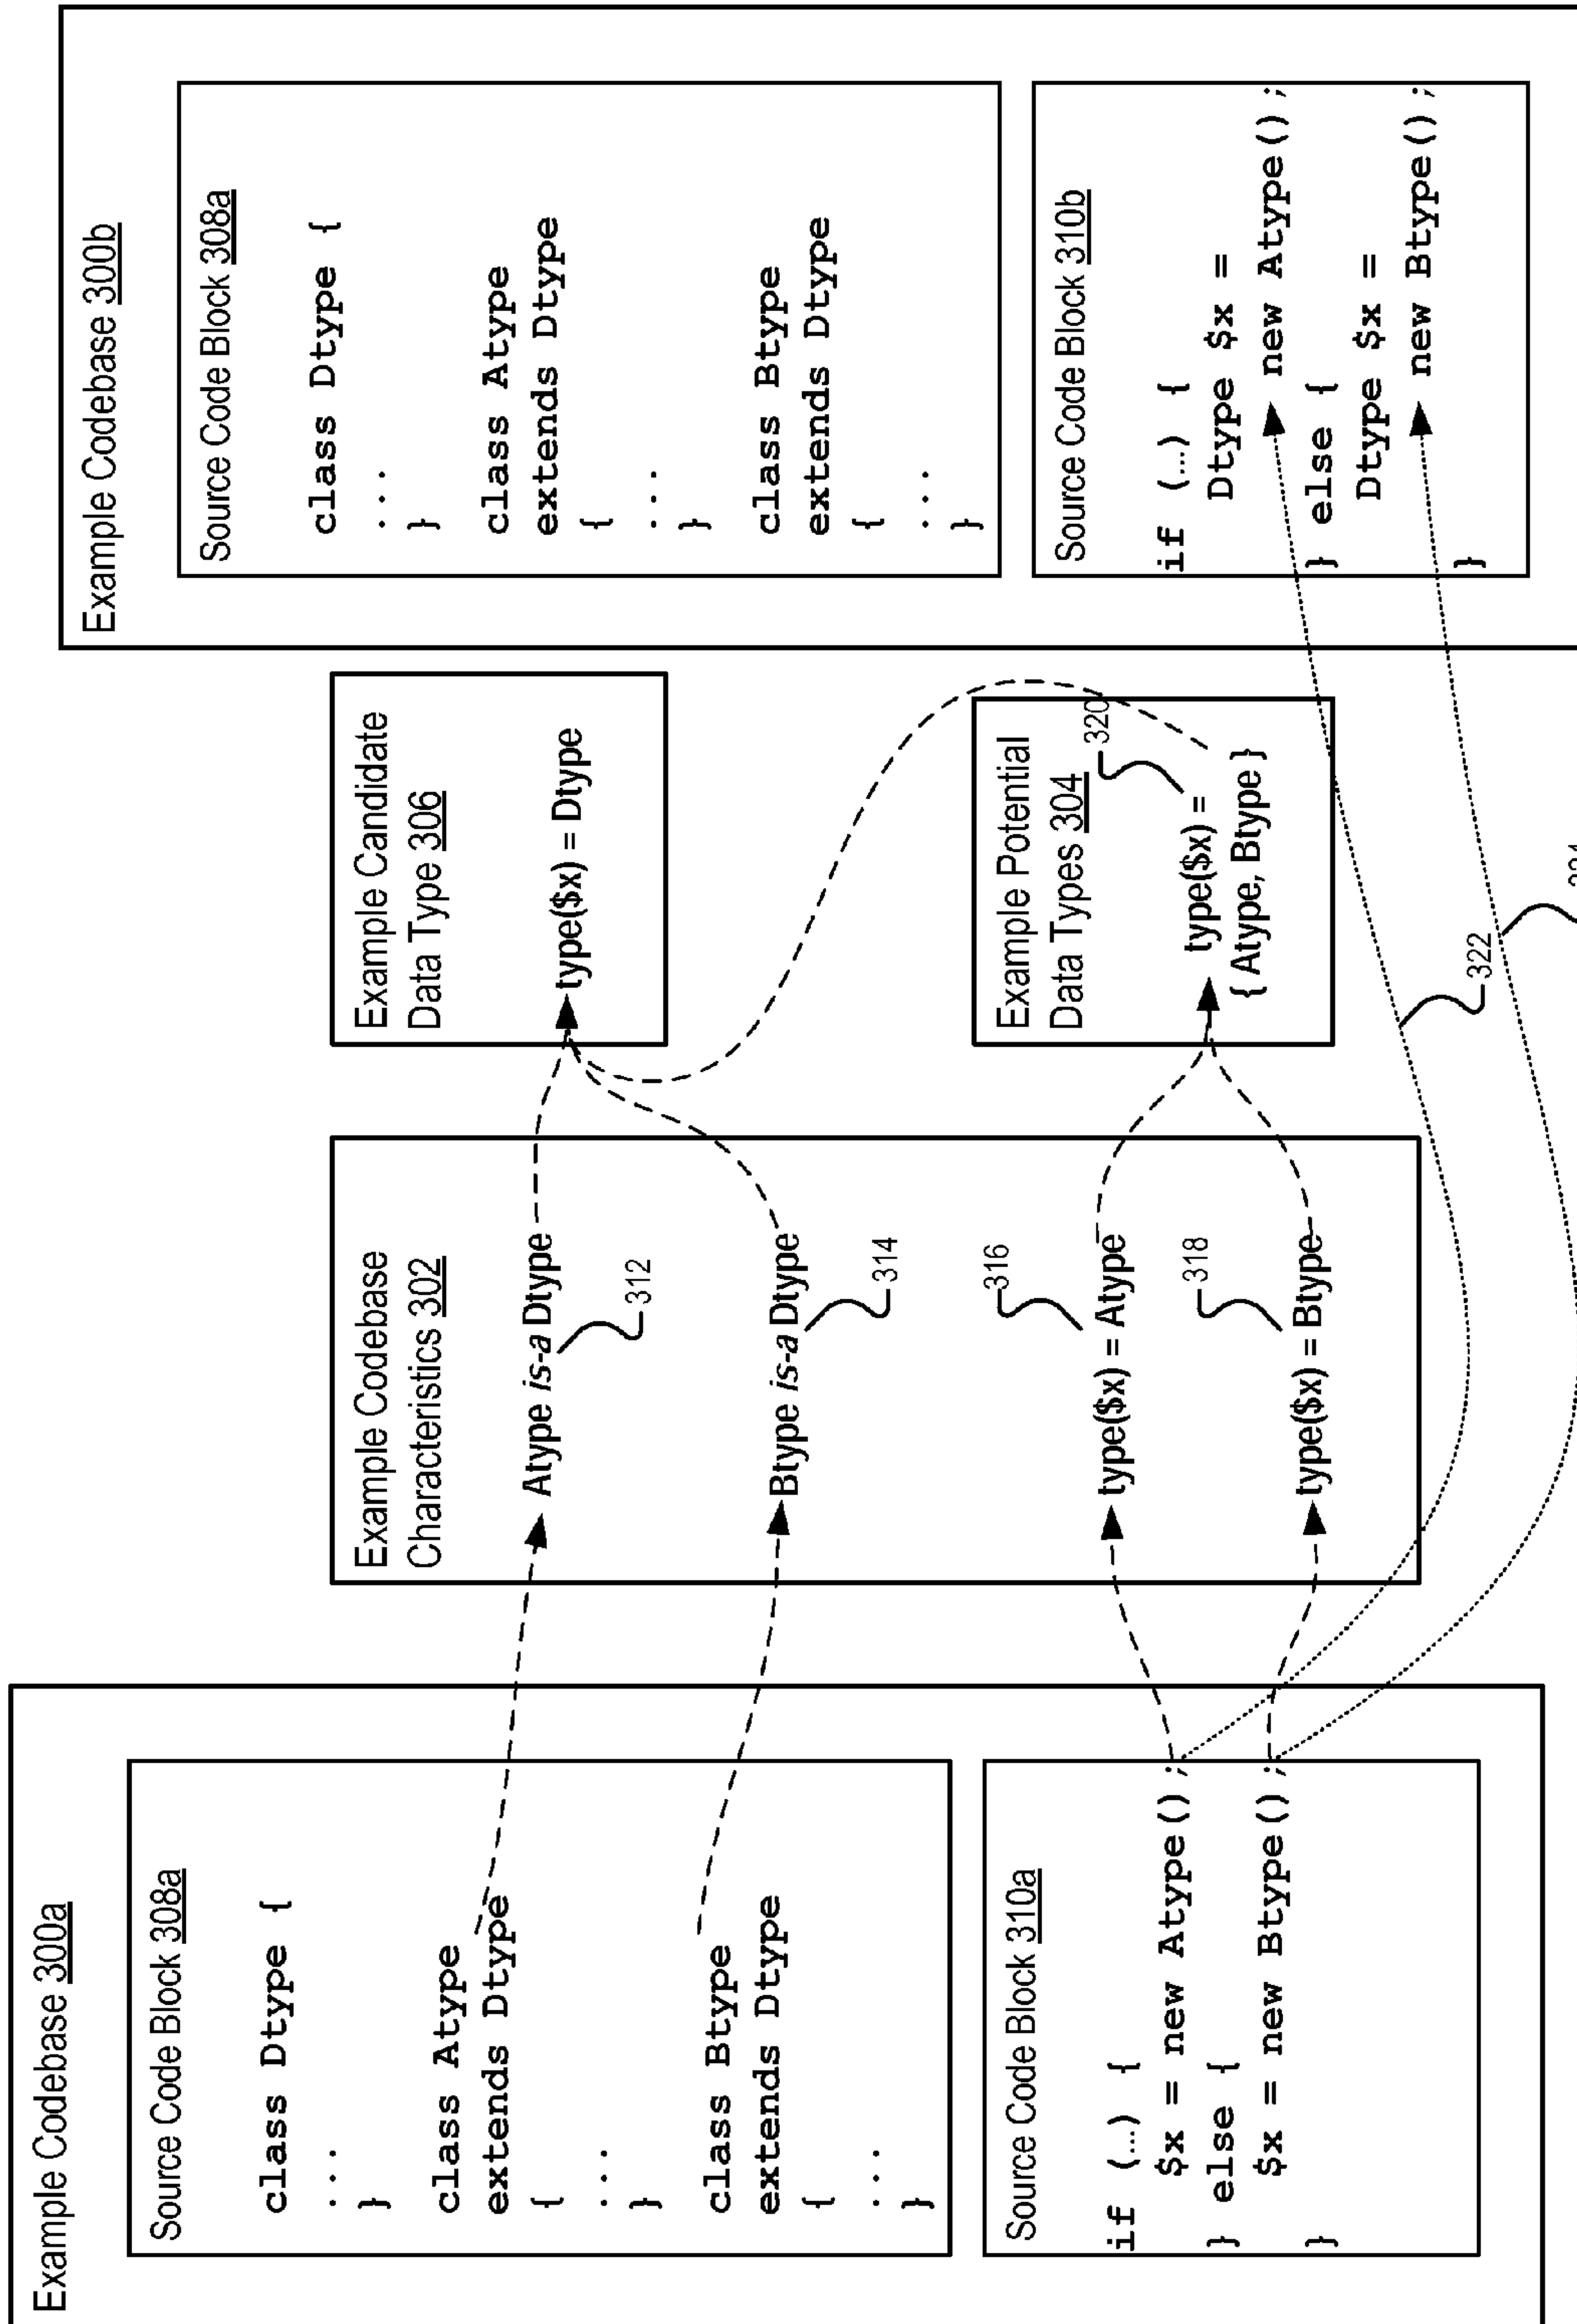 Example Codebase 300a
Source Code Block 308a
class Dtype {
...
}
class Atype
extends Dtype
{
...
}
class Btype
extends Dtype
{
...
}
Source Code Block 310a
if (…) {
$x = new Atype();
} else {
$x = new Btype();
}
Example Codebase
Characteristics 302
Atype is-a Dtype
312
Btype is-a Dtype
314
316
type($x) = Atype
318
type($x) = Btype
Example Candidate
Data Type 306
type($x) = Dtype
Example Potential
Data Types 304
320
type($x) =
{ Atype, Btype }
322
Example Codebase 300b
Source Code Block 308a
class Dtype {
...
}
class Atype
extends Dtype
{
...
}
class Btype
extends Dtype
{
...
}
Source Code Block 310b
if (…) {
Dtype $x =
new Atype();
} else {
Dtype $x =
new Btype();
}